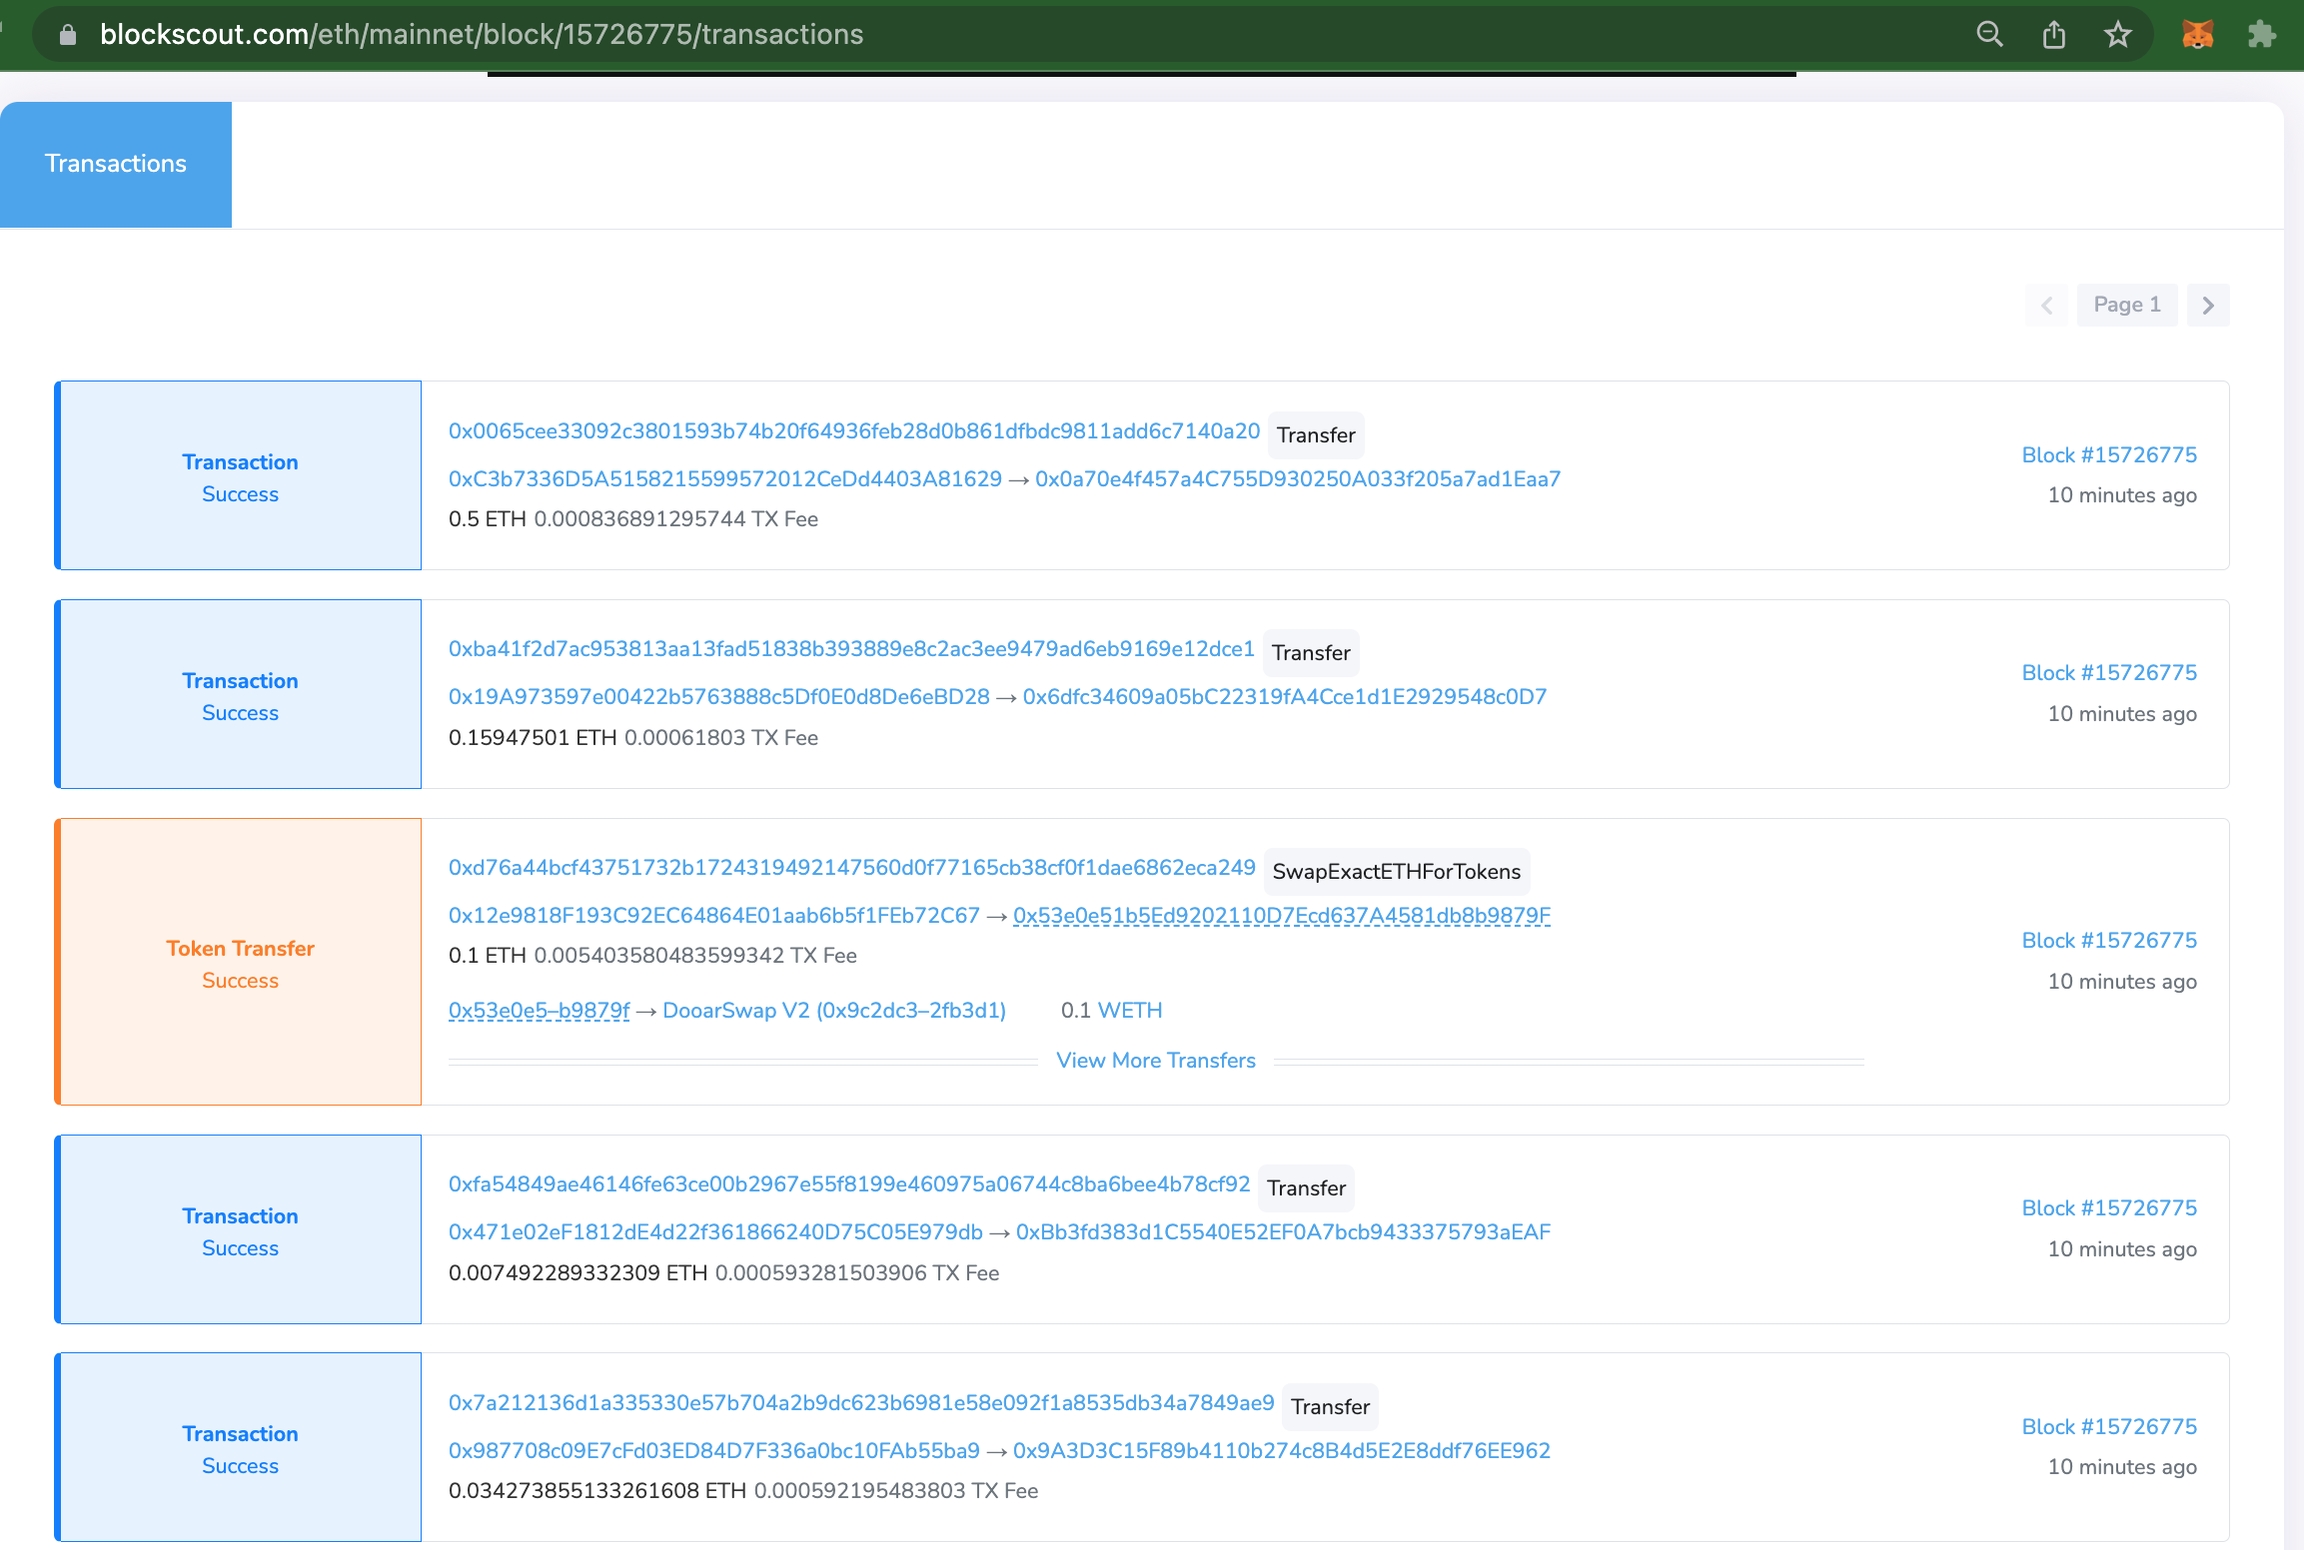 blockscout.com/eth/mainnet/block/15726775/transactions
Transactions
Page 1
Transaction
Success
0x0065cee33092c3801593b74b20f64936feb28d0b861dfbdc9811add6c7140a20 Transfer
0xC3b7336D5A5158215599572012CeDd4403A81629 → 0x0a70e4f457a4C755D930250A033f205a7ad1Eaa7
0.5 ETH 0.000836891295744 TX Fee
Block #15726775
10 minutes ago
Transaction
Success
0xba41f2d7ac953813aa13fad51838b393889e8c2ac3ee9479ad6eb9169e12dce1 Transfer
0x19A973597e00422b5763888c5Df0E0d8De6eBD28 → 0x6dfc34609a05bC22319fA4Cce1d1E2929548c0D7
0.15947501 ETH 0.00061803 TX Fee
Block #15726775
10 minutes ago
Token Transfer
Success
0xd76a44bcf43751732b1724319492147560d0f77165cb38cf0f1dae6862eca249 SwapExactETHForTokens
0x12e9818F193C92EC64864E01aab6b5f1FEb72C67 → 0x53e0e51b5Ed9202110D7Ecd637A4581db8b9879F
0.1 ETH 0.005403580483599342 TX Fee
0x53e0e5–b9879f → DooarSwap V2 (0x9c2dc3–2fb3d1) 0.1 WETH
View More Transfers
Block #15726775
10 minutes ago
Transaction
Success
0xfa54849ae46146fe63ce00b2967e55f8199e460975a06744c8ba6bee4b78cf92 Transfer
0x471e02eF1812dE4d22f361866240D75C05E979db → 0xBb3fd383d1C5540E52EF0A7bcb9433375793aEAF
0.007492289332309 ETH 0.000593281503906 TX Fee
Block #15726775
10 minutes ago
Transaction
Success
0x7a212136d1a335330e57b704a2b9dc623b6981e58e092f1a8535db34a7849ae9 Transfer
0x987708c09E7cFd03ED84D7F336a0bc10FAb55ba9 → 0x9A3D3C15F89b4110b274c8B4d5E2E8ddf76EE962
0.034273855133261608 ETH 0.000592195483803 TX Fee
Block #15726775
10 minutes ago